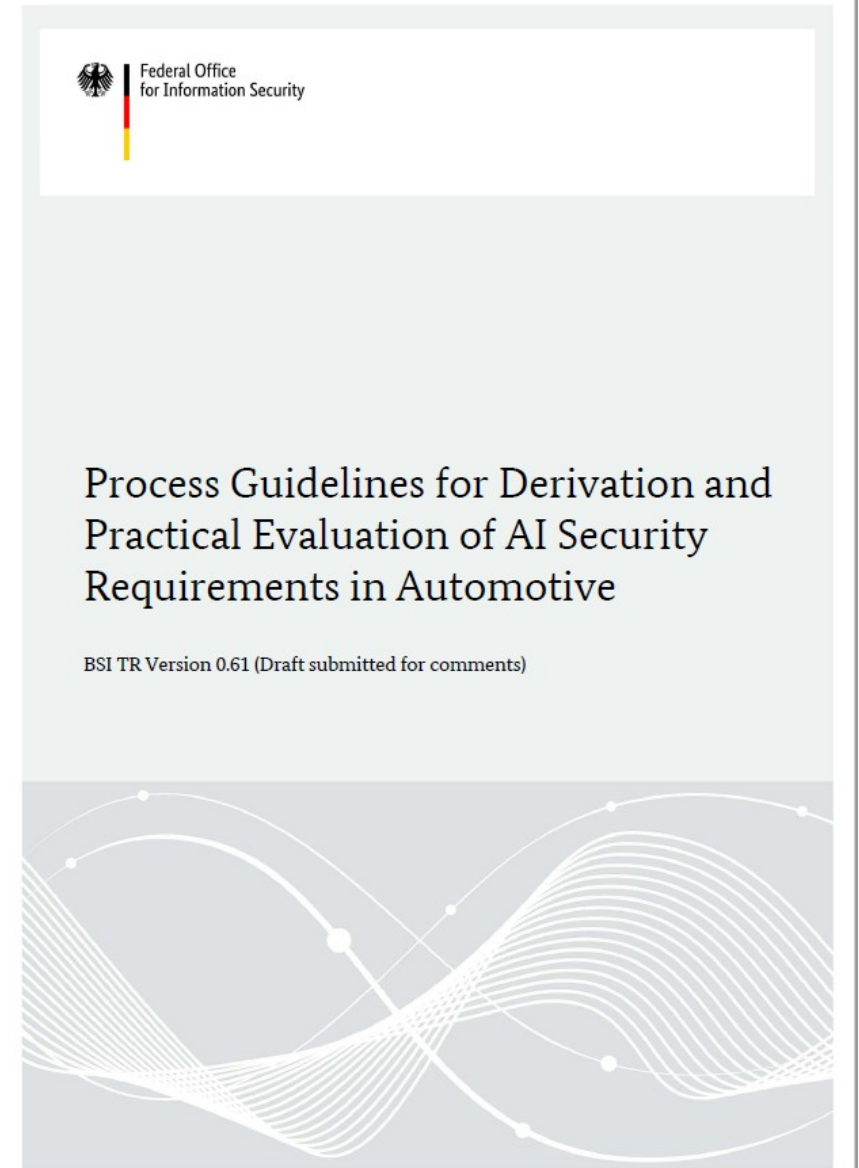 Federal Office
for Information Security
Process Guidelines for Derivation and
Practical Evaluation of AI Security
Requirements in Automotive
BSI TR Version 0.61 (Draft submitted for comments)